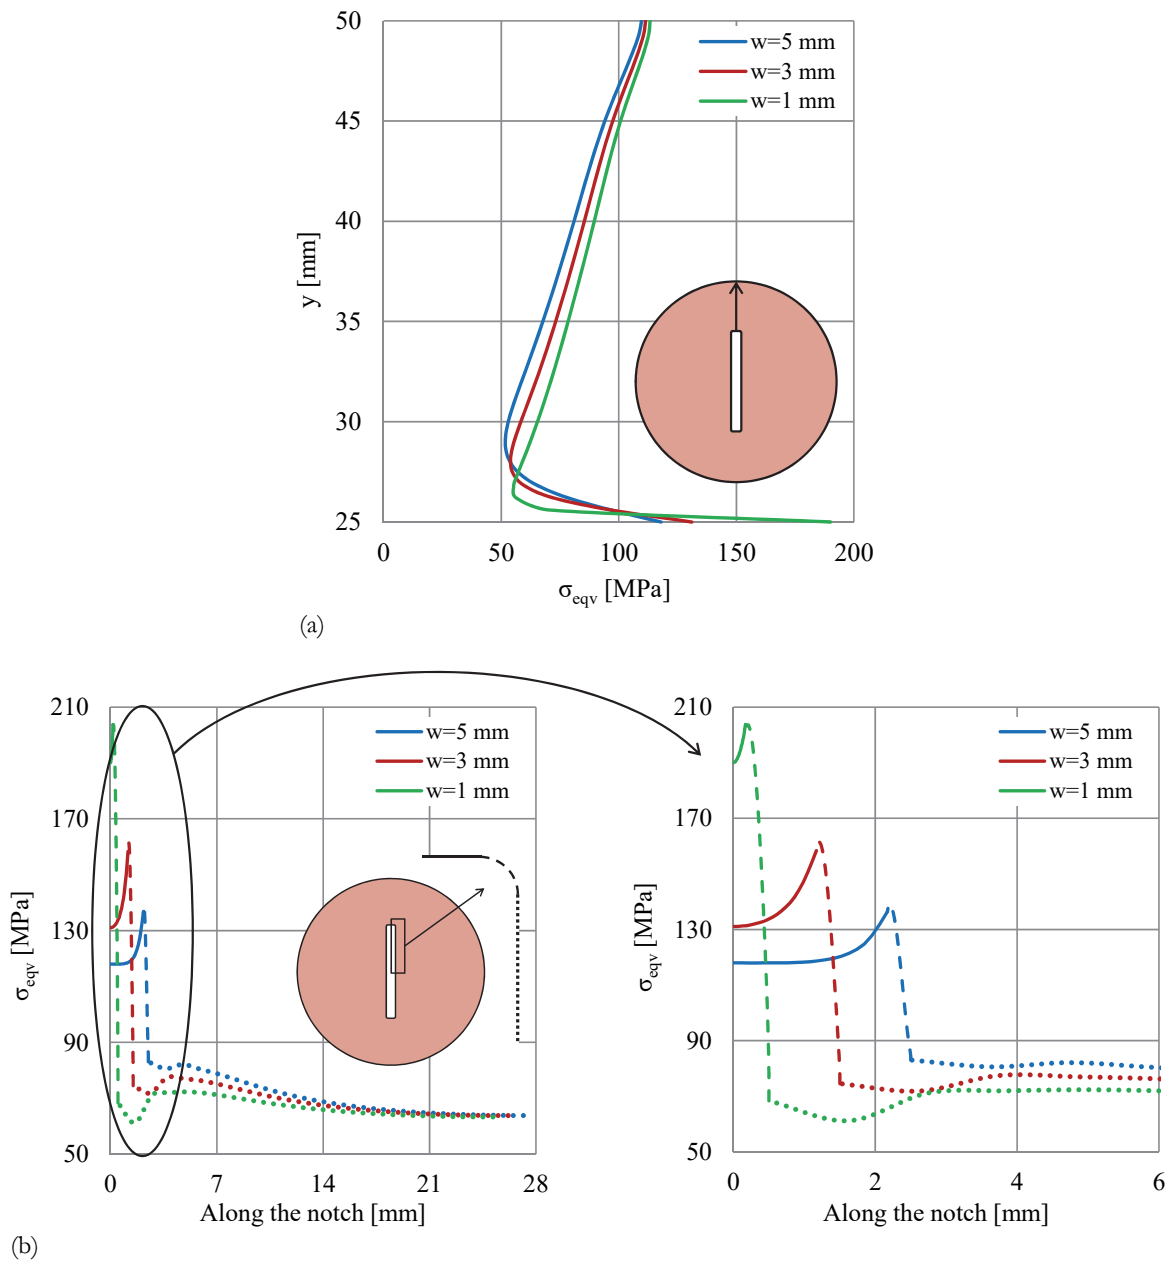 50
45
40
35
30
25
y [mm]
w=5 mm
w=3 mm
w=1 mm
0 50 100 150 200
σeqv [MPa]
(a)
210
170
130
90
50
σeqv [MPa]
w=5 mm
w=3 mm
w=1 mm
0 7 14 21 28
Along the notch [mm]
210
170
130
90
50
σeqv [MPa]
w=5 mm
w=3 mm
w=1 mm
0 2 4 6
Along the notch [mm]
(b)